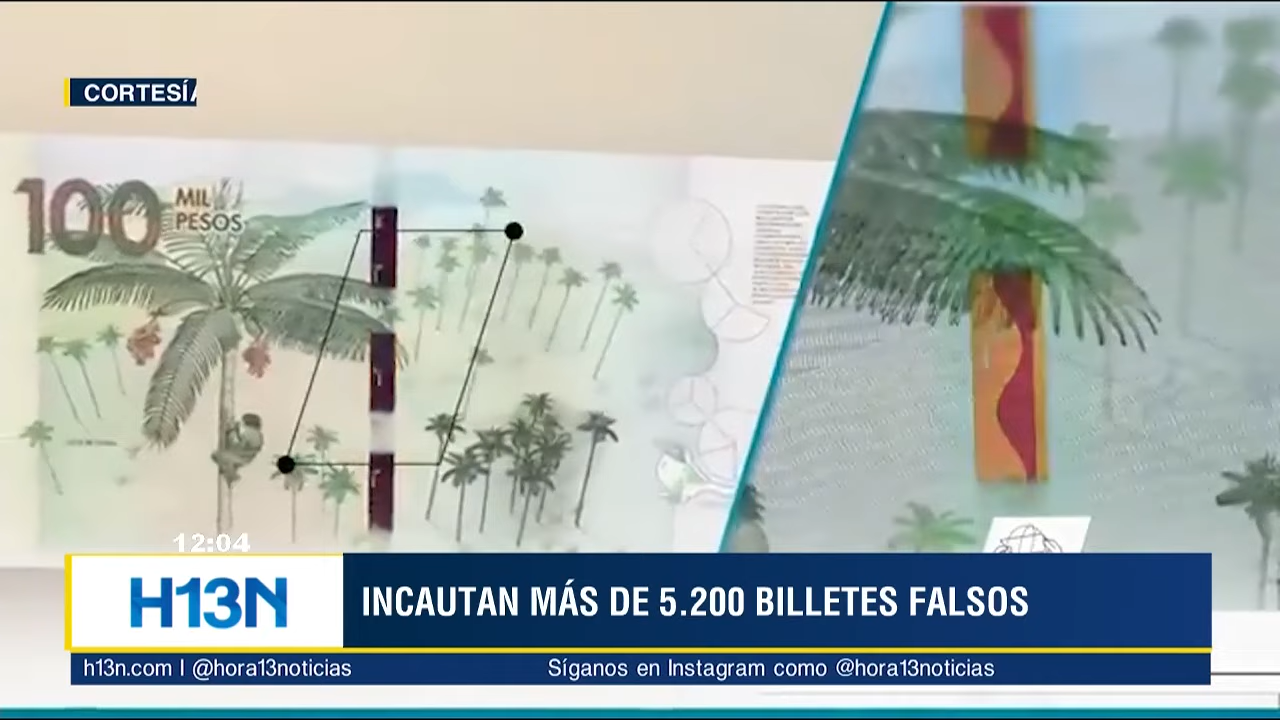 CORTESÍ
100 MIL
PESOS
12:04
H13N
INCAUTAN MÁS DE 5.200 BILLETES FALSOS
h13n.com | @hora13noticias
Síganos en Instagram como @hora13noticias